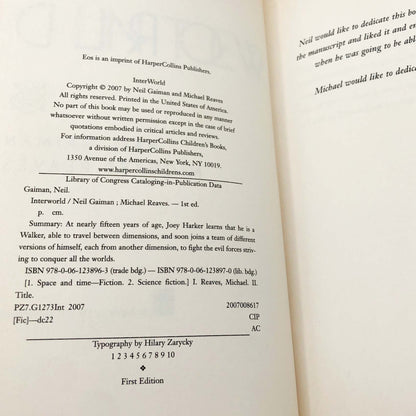 Eos is an imprint of HarperCollins Publishers.
InterWorld
Copyright © 2007 by Neil Gaiman and Michael Reaves
All rights reserved. Printed in the United States of America.
No part of this book may be used or reproduced in any manner
whatsoever without written permission except in the case of brief
quotations embodied in critical articles and reviews.
For information address HarperCollins Children's Books,
a division of HarperCollins Publishers,
1350 Avenue of the Americas, New York, NY 10019.
www.harpercollinschildrens.com
Library of Congress Cataloging-in-Publication Data
Gaiman, Neil.
Interworld / Neil Gaiman ; Michael Reaves. — 1st ed.
p. cm.
Summary: At nearly fifteen years of age, Joey Harker learns that he is a
Walker, able to travel between dimensions, and soon joins a team of different
versions of himself, each from another dimension, to fight the evil forces striv-
ing to conquer all the worlds.
ISBN 978-0-06-123896-3 (trade bdg.) — ISBN 978-0-06-123897-0 (lib. bdg.)
[1. Space and time—Fiction. 2. Science fiction.] I. Reaves, Michael. II.
Title.
PZ7.G1273Int 2007 2007008617
[Fic]—dc22 CIP
AC
Typography by Hilary Zarycky
1 2 3 4 5 6 7 8 9 10
❖
First Edition
Neil would like to dedicate this
the manuscript and liked it and
when he was going to be
Michael would like to